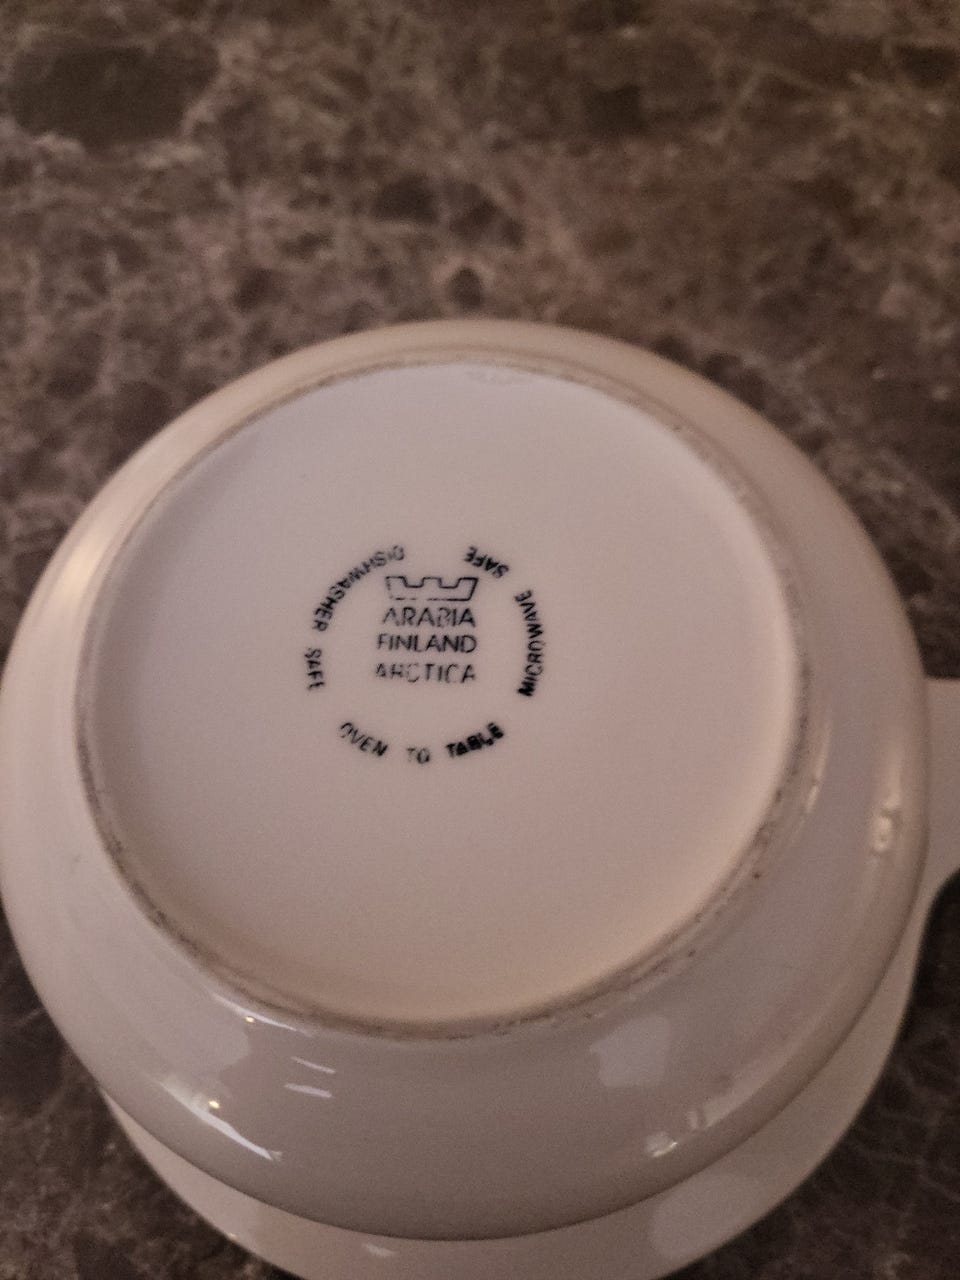 ARABIA
FINLAND
ARCTICA
DISHWASHER SAFE
OVEN TO TABLE
MICROWAVE SAFE